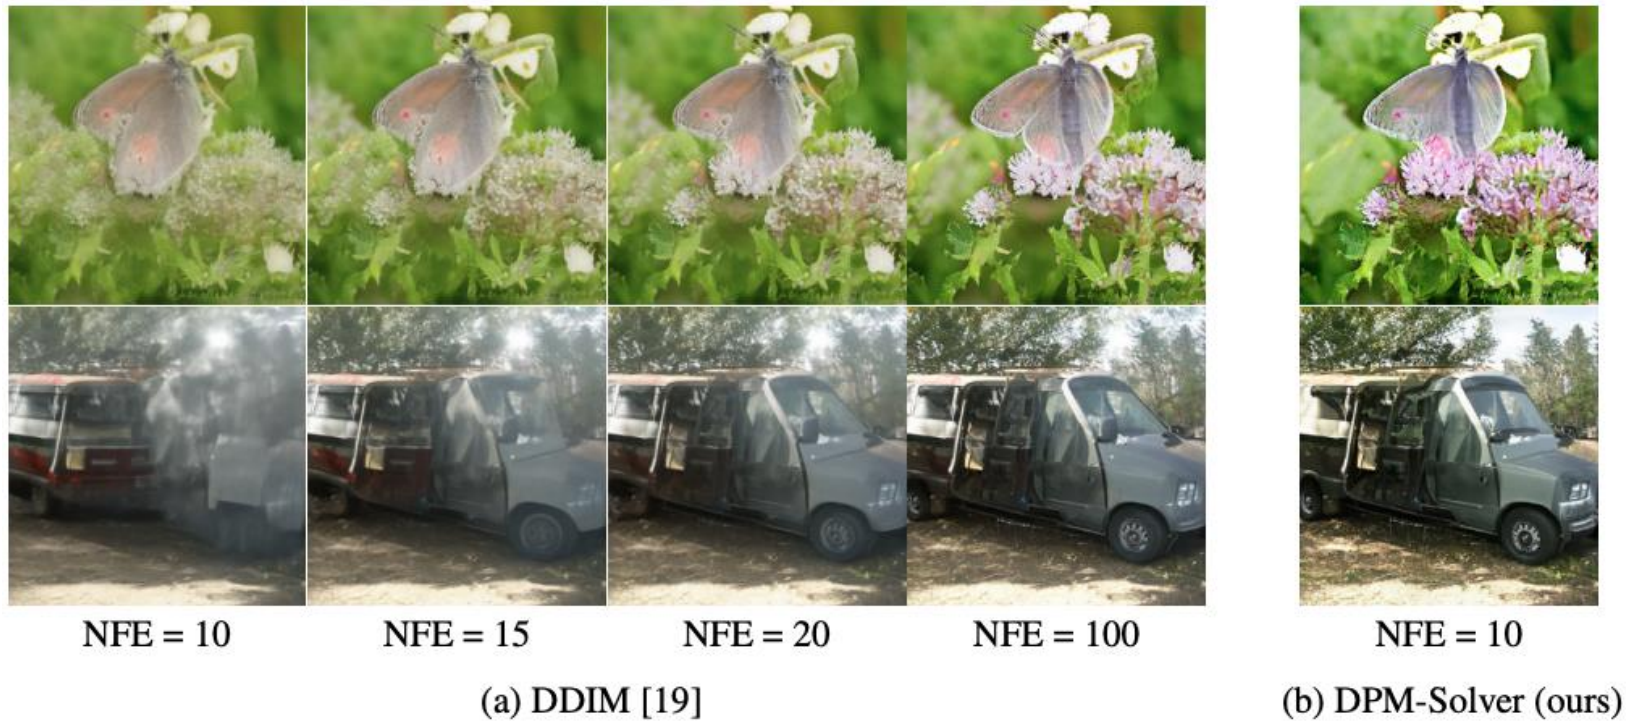 NFE = 10
NFE = 15
NFE = 20
NFE = 100
NFE = 10
(a) DDIM [19]
(b) DPM-Solver (ours)